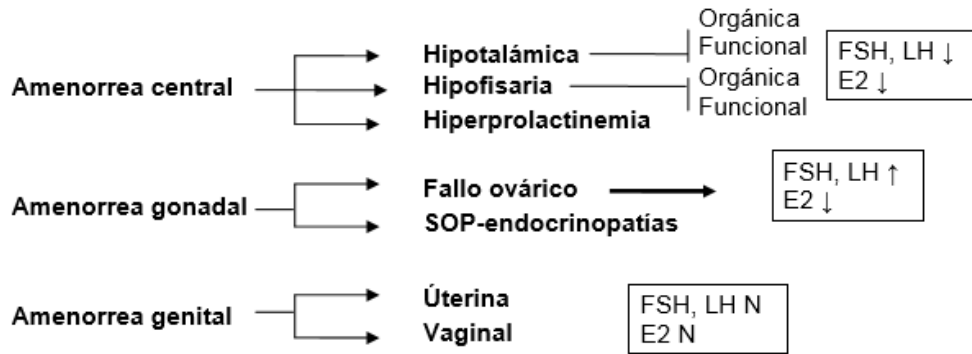 Amenorrea central
Hipotalámica
Orgánica
Funcional
Hipofisaria
Orgánica
Funcional
Hiperprolactinemia
FSH, LH ↓
E2 ↓
Amenorrea gonadal
Fallo ovárico
SOP-endocrinopatías
FSH, LH ↑
E2 ↓
Amenorrea genital
Úterina
Vaginal
FSH, LH N
E2 N